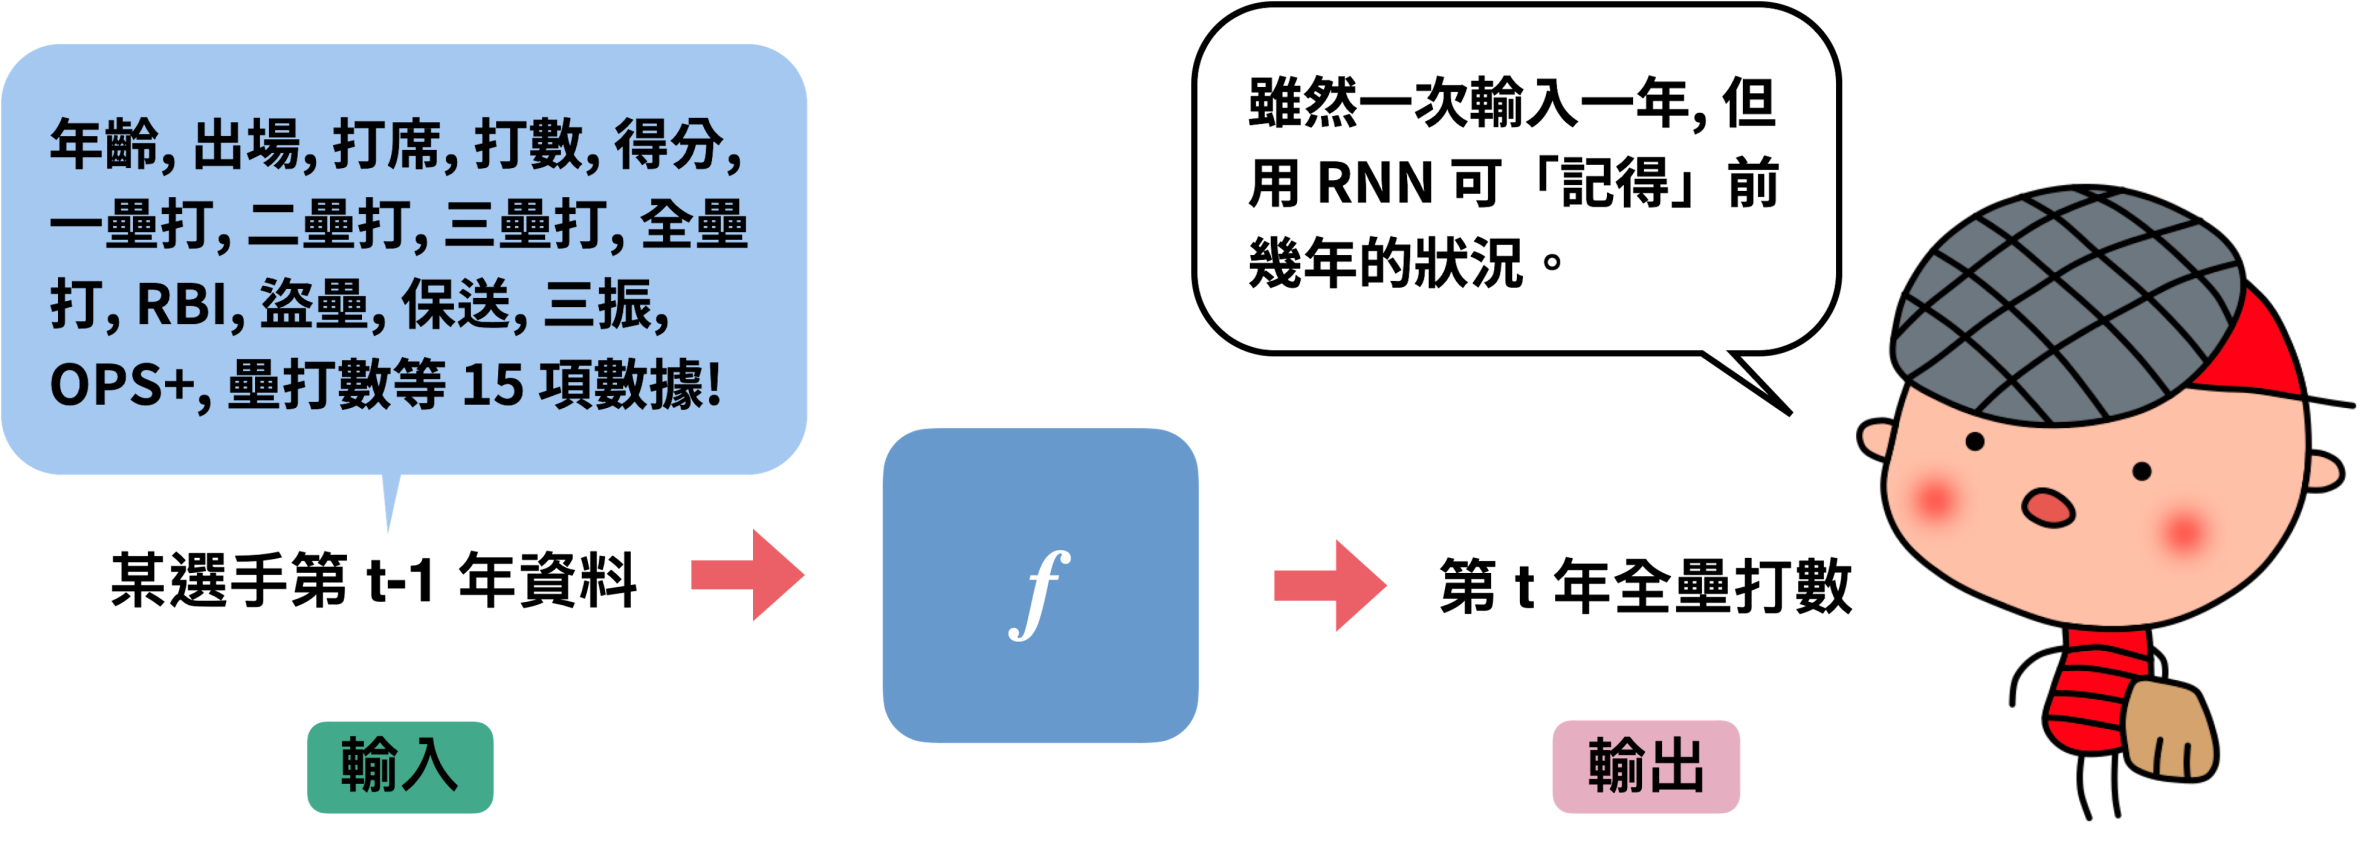 年齡, 出場, 打席, 打數, 得分,
一壘打, 二壘打, 三壘打, 全壘
打, RBI, 盜壘, 保送, 三振,
OPS+, 壘打數等 15 項數據!
雖然一次輸入一年, 但
用 RNN 可「記得」前
幾年的狀況。
某選手第 t-1 年資料
f
第 t 年全壘打數
輸入
輸出